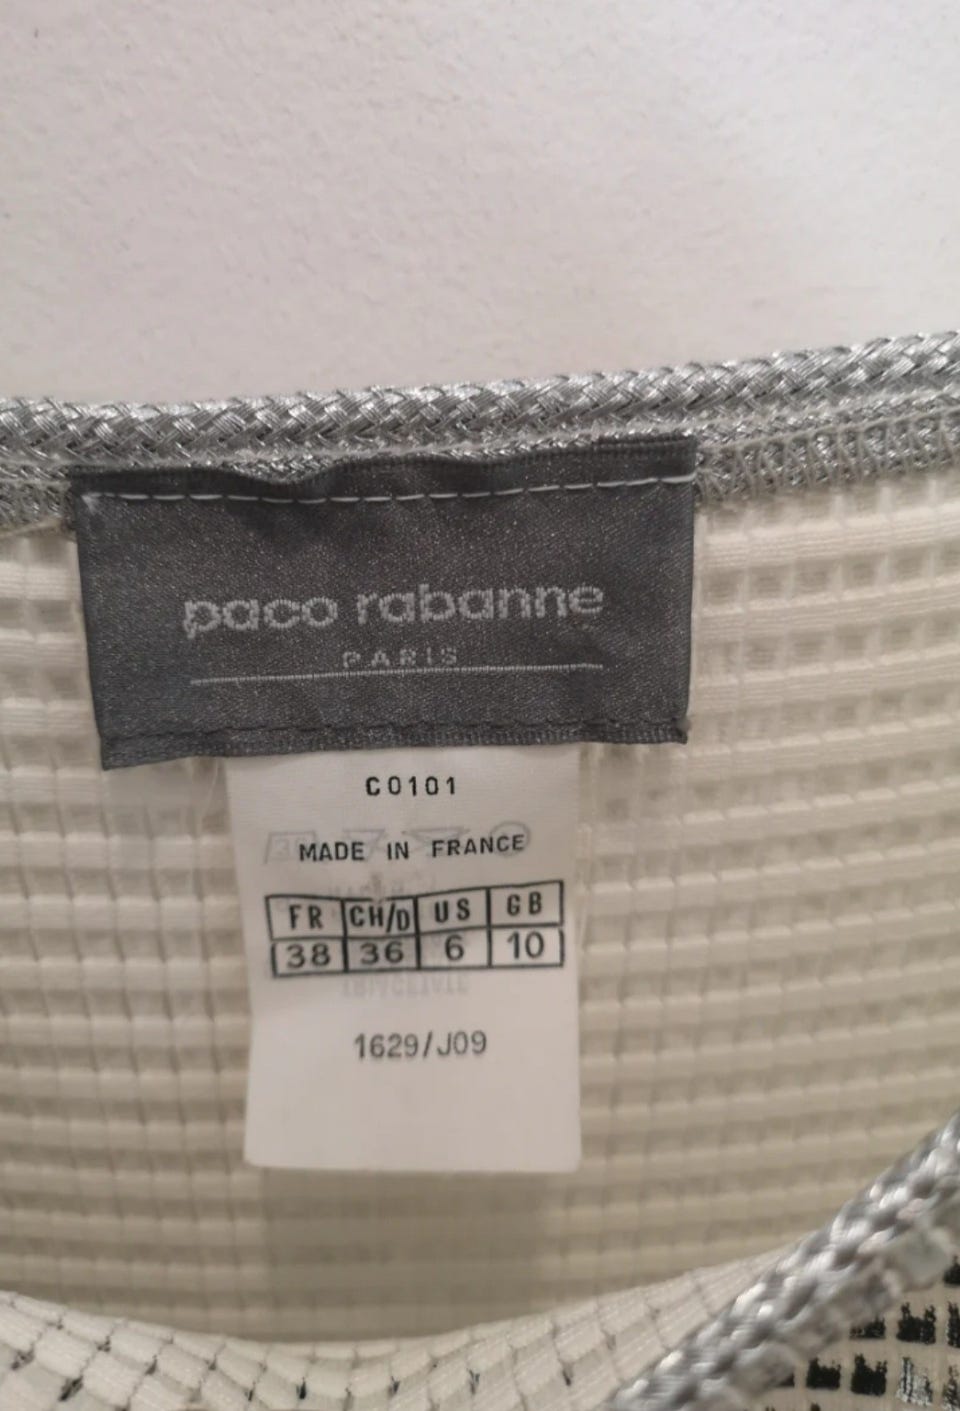 paco rabanne
PARIS
C0101
MADE IN FRANCE
FR CH/D US GB
38 36 6 10
1629/J09